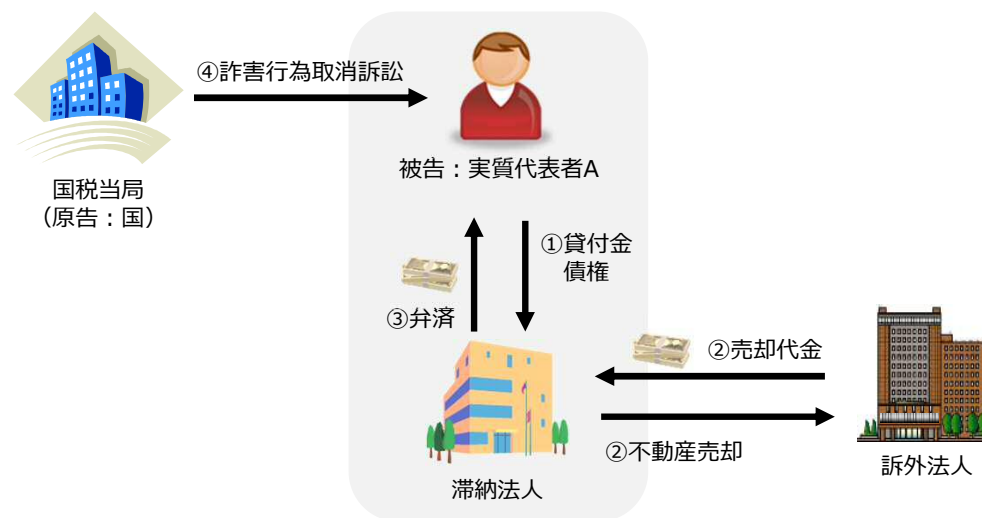 ④詐害行為取消訴訟
国税当局
（原告：国）
被告：実質代表者A
①貸付金
債権
③弁済
②売却代金
②不動産売却
滞納法人
訴外法人